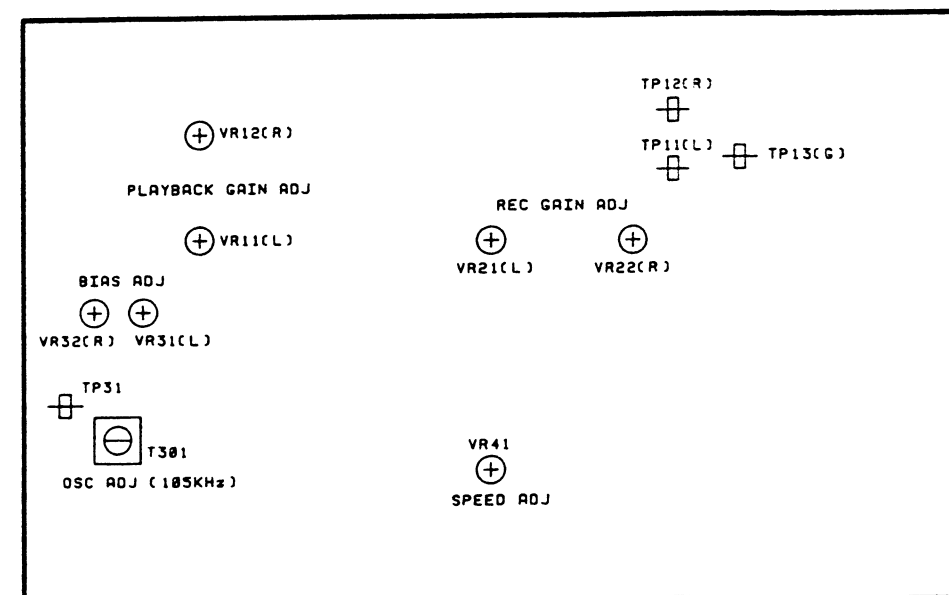 TP12(R)
VR12(R)
TP11(L)
TP13(G)
PLAYBACK GAIN ADJ
REC GAIN ADJ
VR11(L)
VR21(L)
VR22(R)
BIAS ADJ
VR32(R)
VR31(L)
TP31
T301
VR41
OSC ADJ (105KHz)
SPEED ADJ